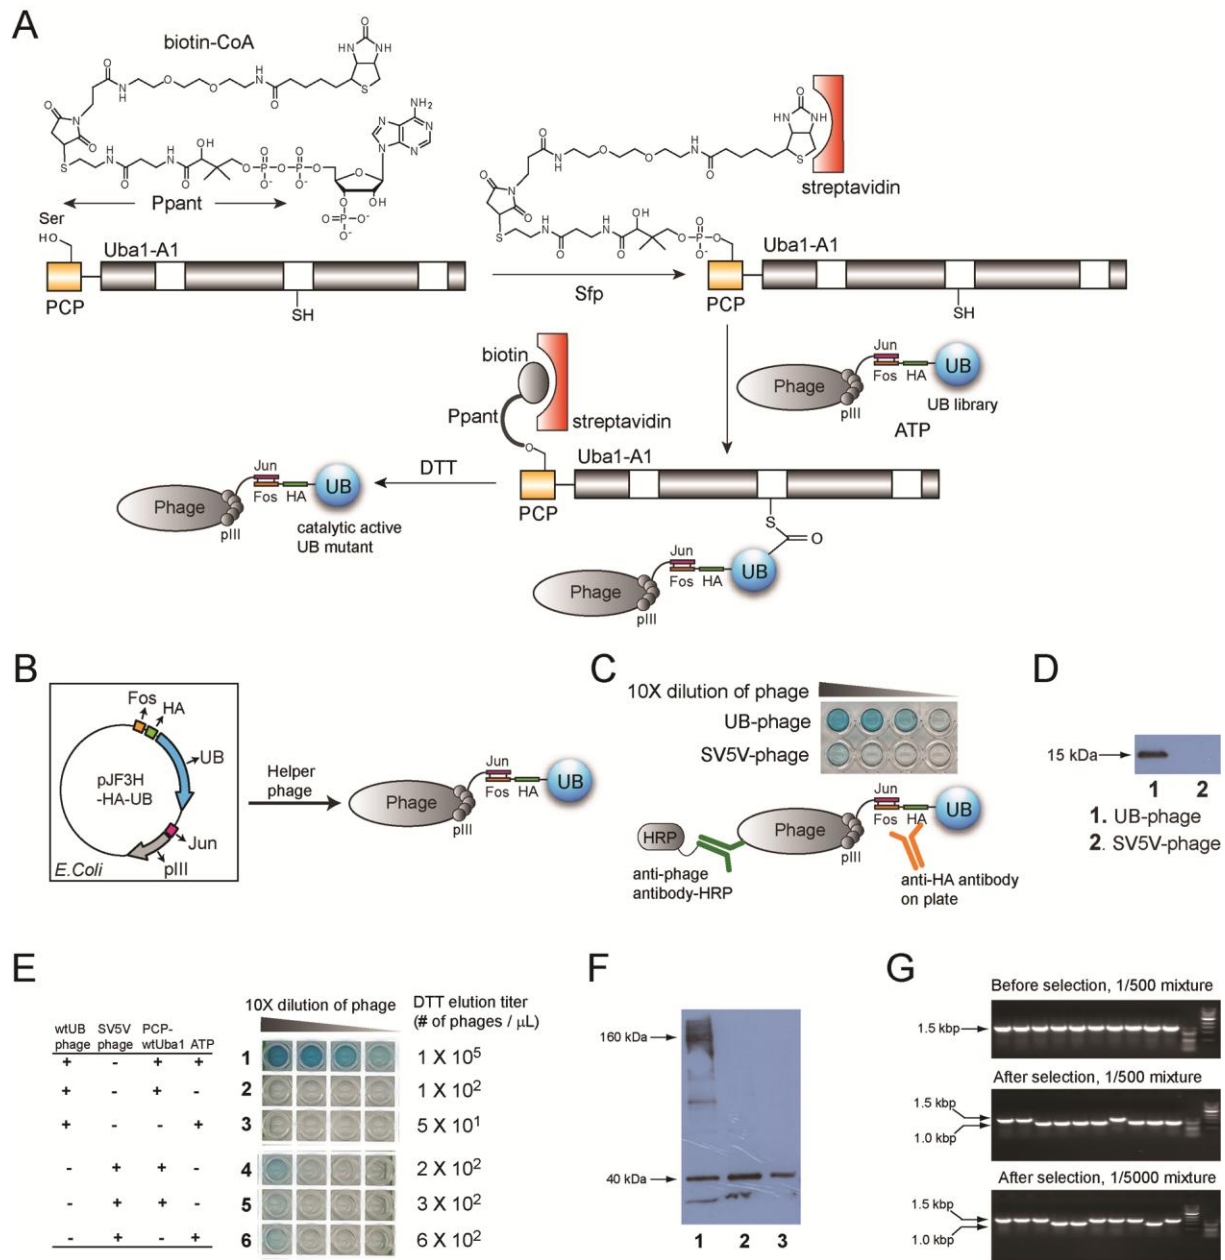 A
biotin-CoA
O
HN NH
S
NH2
N
OH
O-
Ppant
Ser
HO
Uba1-A1
PCP
SH
Sfp
streptavidin
Uba1-A1
PCP
SH
Jun
Phage
Fos HA
UB
pIII
UB library
ATP
biotin
Ppant
streptavidin
Uba1-A1
PCP
S
O
DTT
Jun
Phage
Fos HA
UB
pIII
catalytic active
UB mutant
Jun
Phage
Fos HA
UB
pIII
B
Fos
HA
UB
pJF3H
-HA-UB
Jun
pIII
E.Coli
Helper
phage
Jun
Phage
Fos HA
UB
pIII
C
10X dilution of phage
UB-phage
SV5V-phage
Jun
HRP
Phage
Fos HA
UB
pIII
anti-phage
antibody-HRP
anti-HA antibody
on plate
D
15 kDa
1 2
1. UB-phage
2. SV5V-phage
E
wtUB phage SV5V phage PCP-wtUba1 ATP
10X dilution of phage
DTT elution titer
(# of phages / μL)
+ - + + 1 1 X 10⁵
+ - + - 2 1 X 10²
+ - - + 3 5 X 10¹
- + + - 4 2 X 10²
- + + - 5 3 X 10²
- + - + 6 6 X 10²
F
160 kDa
40 kDa
1 2 3
G
Before selection, 1/500 mixture
1.5 kbp
After selection, 1/500 mixture
1.5 kbp
1.0 kbp
After selection, 1/5000 mixture
1.5 kbp
1.0 kbp